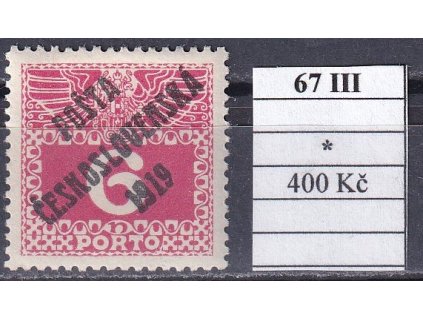 POŠTA
ČESKOSLOVENSKÁ
1919
6
PORTO
67 III
*
400 Kč